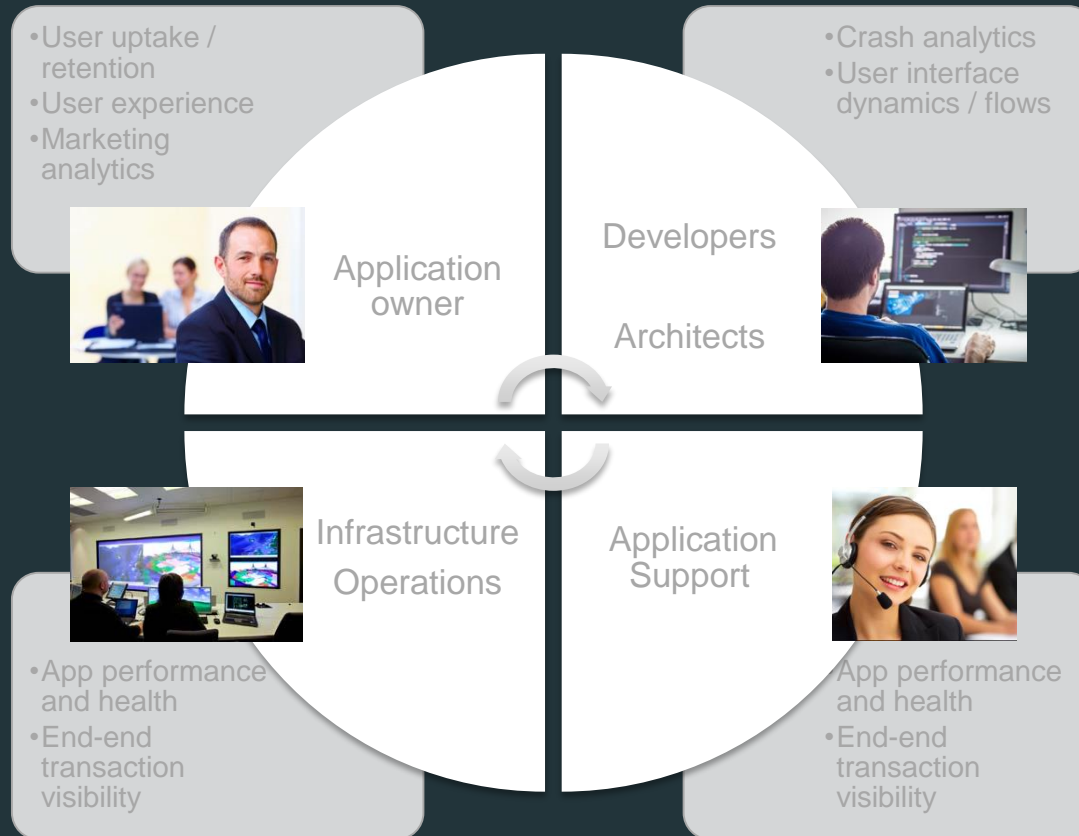 •User uptake /
retention
•User experience
•Marketing
analytics
•Crash analytics
•User interface
dynamics / flows
Application
owner
Developers
Architects
Infrastructure
Operations
Application
Support
•App performance
and health
•End-end
transaction
visibility
•App performance
and health
•End-end
transaction
visibility